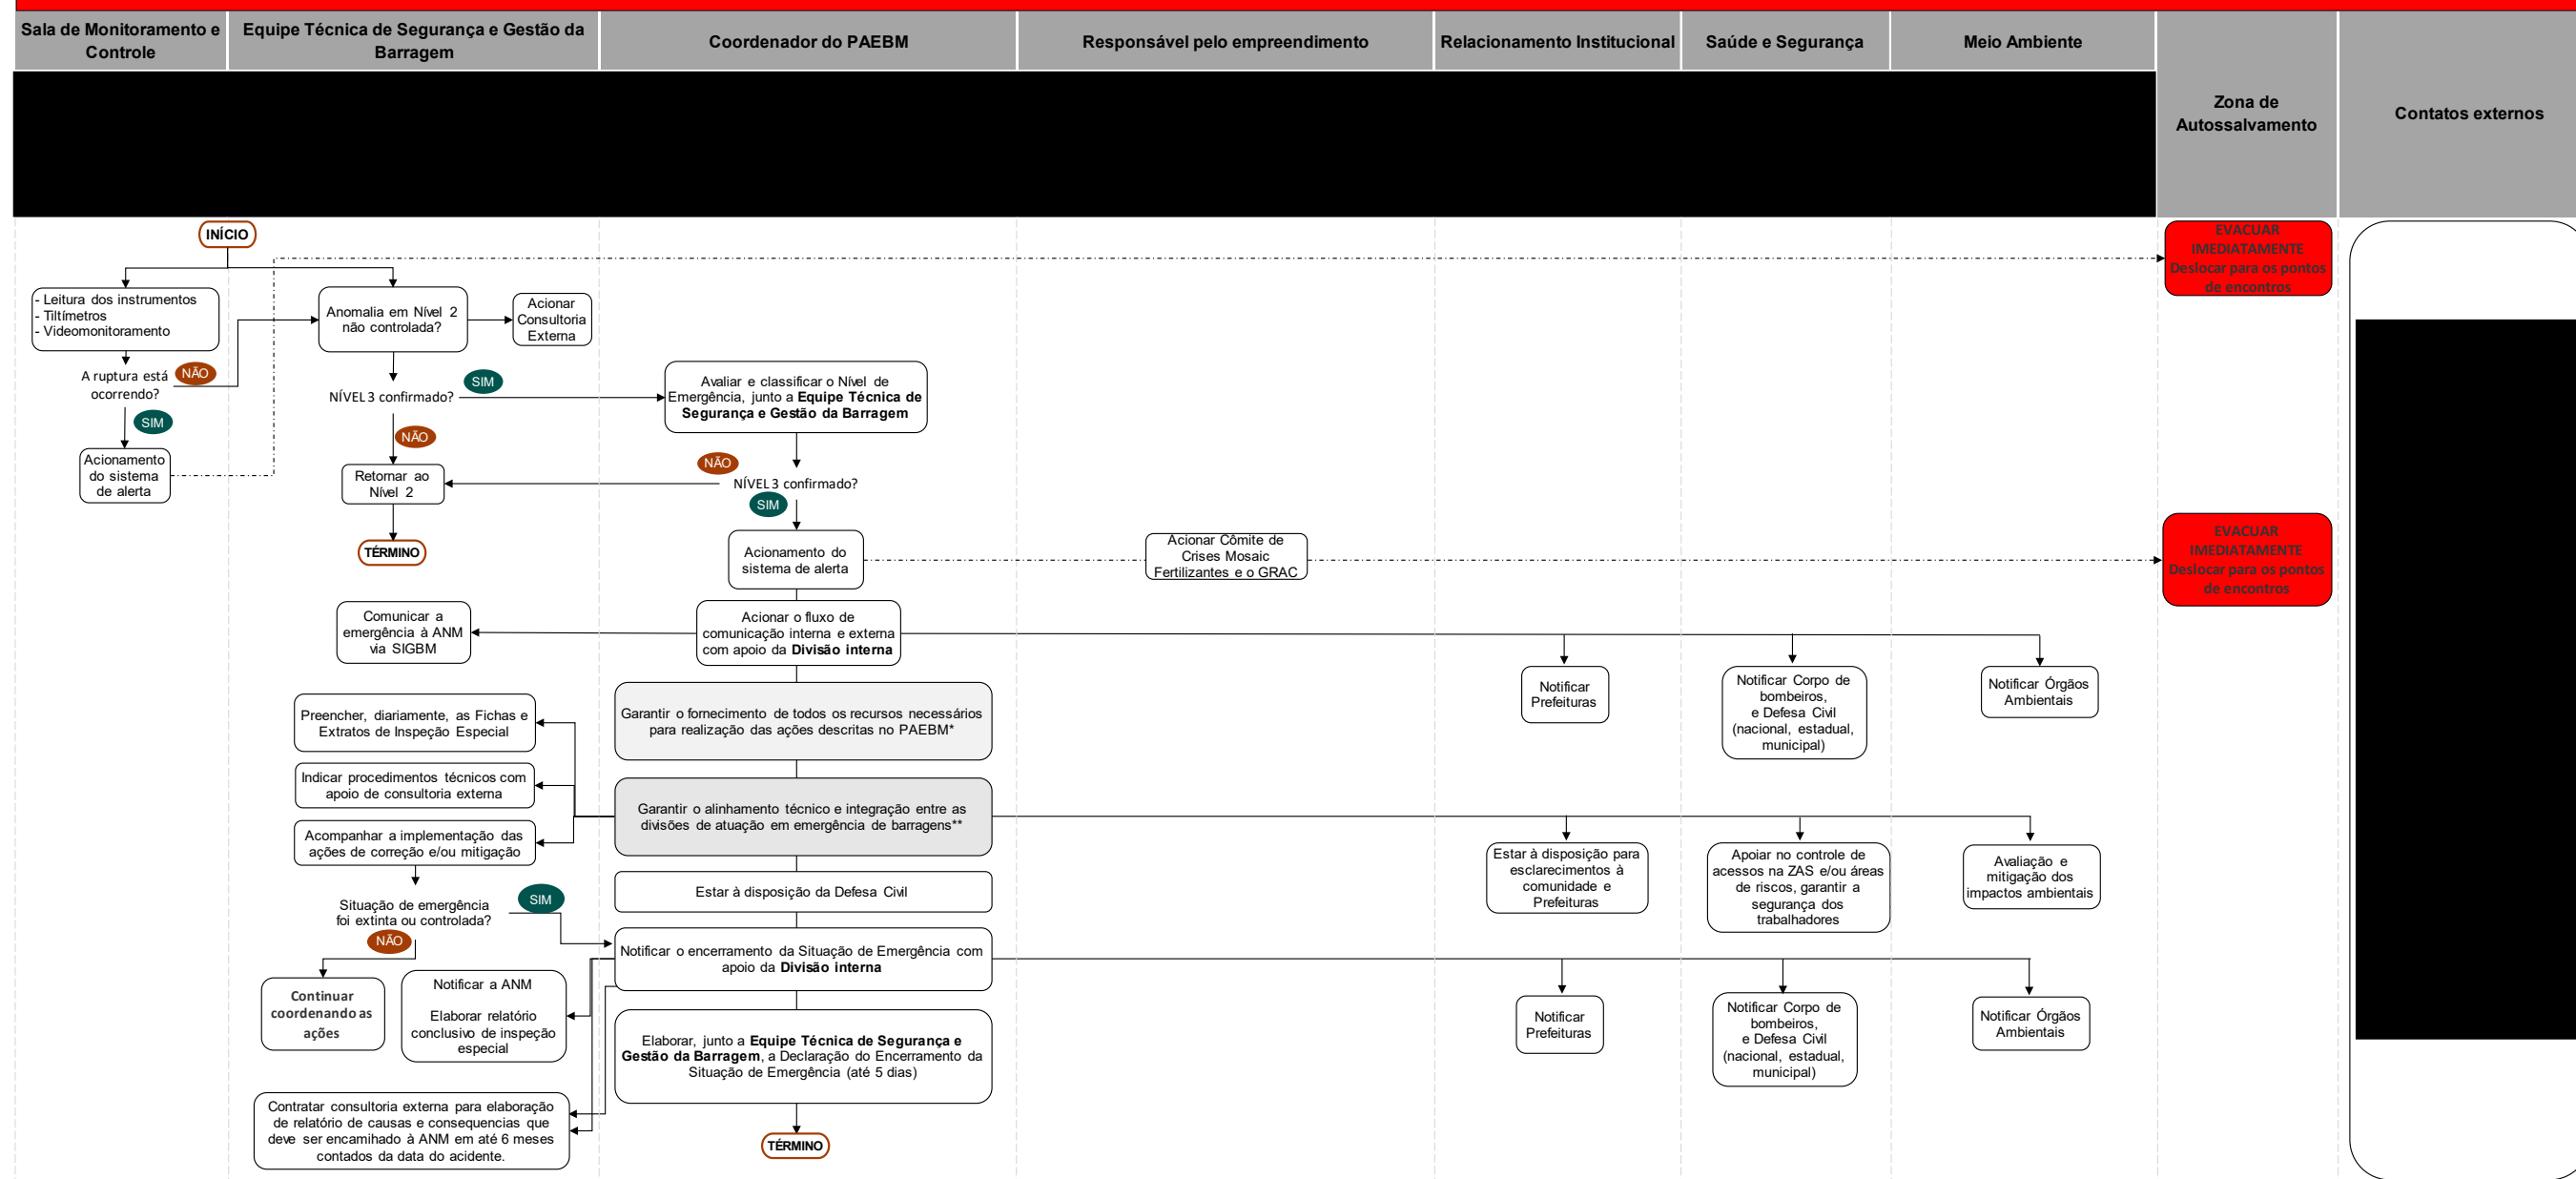 Sala de Monitoramento e
Controle
Equipe Técnica de Segurança e Gestão da
Barragem
Coordenador do PAEBM
Responsável pelo empreendimento
Relacionamento Institucional
Saúde e Segurança
Meio Ambiente
Zona de
Autossalvamento
Contatos externos
INÍCIO
EVACUAR
IMEDIATAMENTE
Deslocar para os pontos
de encontros
- Leitura dos instrumentos
- Tiltímetros
- Videomonitoramento
Anomalia em Nível 2
não controlada?
Acionar
Consultoria
Externa
A ruptura está
ocorrendo?
NÃO
SIM
NÍVEL 3 confirmado?
SIM
NÃO
Avaliar e classificar o Nível de
Emergência, junto a Equipe Técnica de
Segurança e Gestão da Barragem
Acionamento
do sistema
de alerta
Retornar ao
Nível 2
NÃO
NÍVEL 3 confirmado?
SIM
TÉRMINO
Acionamento do
sistema de alerta
Acionar Cômite de
Crises Mosaic
Fertilizantes e o GRAC
EVACUAR
IMEDIATAMENTE
Deslocar para os pontos
de encontros
Comunicar a
emergência à ANM
via SIGBM
Acionar o fluxo de
comunicação interna e externa
com apoio da Divisão interna
Notificar
Prefeituras
Notificar Corpo de
bombeiros,
e Defesa Civil
(nacional, estadual,
municipal)
Notificar Órgãos
Ambientais
Preencher, diariamente, as Fichas e
Extratos de Inspeção Especial
Garantir o fornecimento de todos os recursos necessários
para realização das ações descritas no PAEBM*
Indicar procedimentos técnicos com
apoio de consultoria externa
Garantir o alinhamento técnico e integração entre as
divisões de atuação em emergência de barragens**
Acompanhar a implementação das
ações de correção e/ou mitigação
Estar à disposição para
esclarecimentos à
comunidade e
Prefeituras
Apoiar no controle de
acessos na ZAS e/ou áreas
de riscos, garantir a
segurança dos
trabalhadores
Avaliação e
mitigação dos
impactos ambientais
Estar à disposição da Defesa Civil
Situação de emergência
foi extinta ou controlada?
SIM
NÃO
Notificar o encerramento da Situação de Emergência com
apoio da Divisão interna
Continuar
coordenando as
ações
Notificar a ANM
Elaborar relatório
conclusivo de inspeção
especial
Notificar
Prefeituras
Notificar Corpo de
bombeiros,
e Defesa Civil
(nacional, estadual,
municipal)
Notificar Órgãos
Ambientais
Elaborar, junto a Equipe Técnica de Segurança e
Gestão da Barragem, a Declaração do Encerramento da
Situação de Emergência (até 5 dias)
Contratar consultoria externa para elaboração
de relatório de causas e consequencias que
deve ser encamihado à ANM em até 6 meses
contados da data do acidente.
TÉRMINO